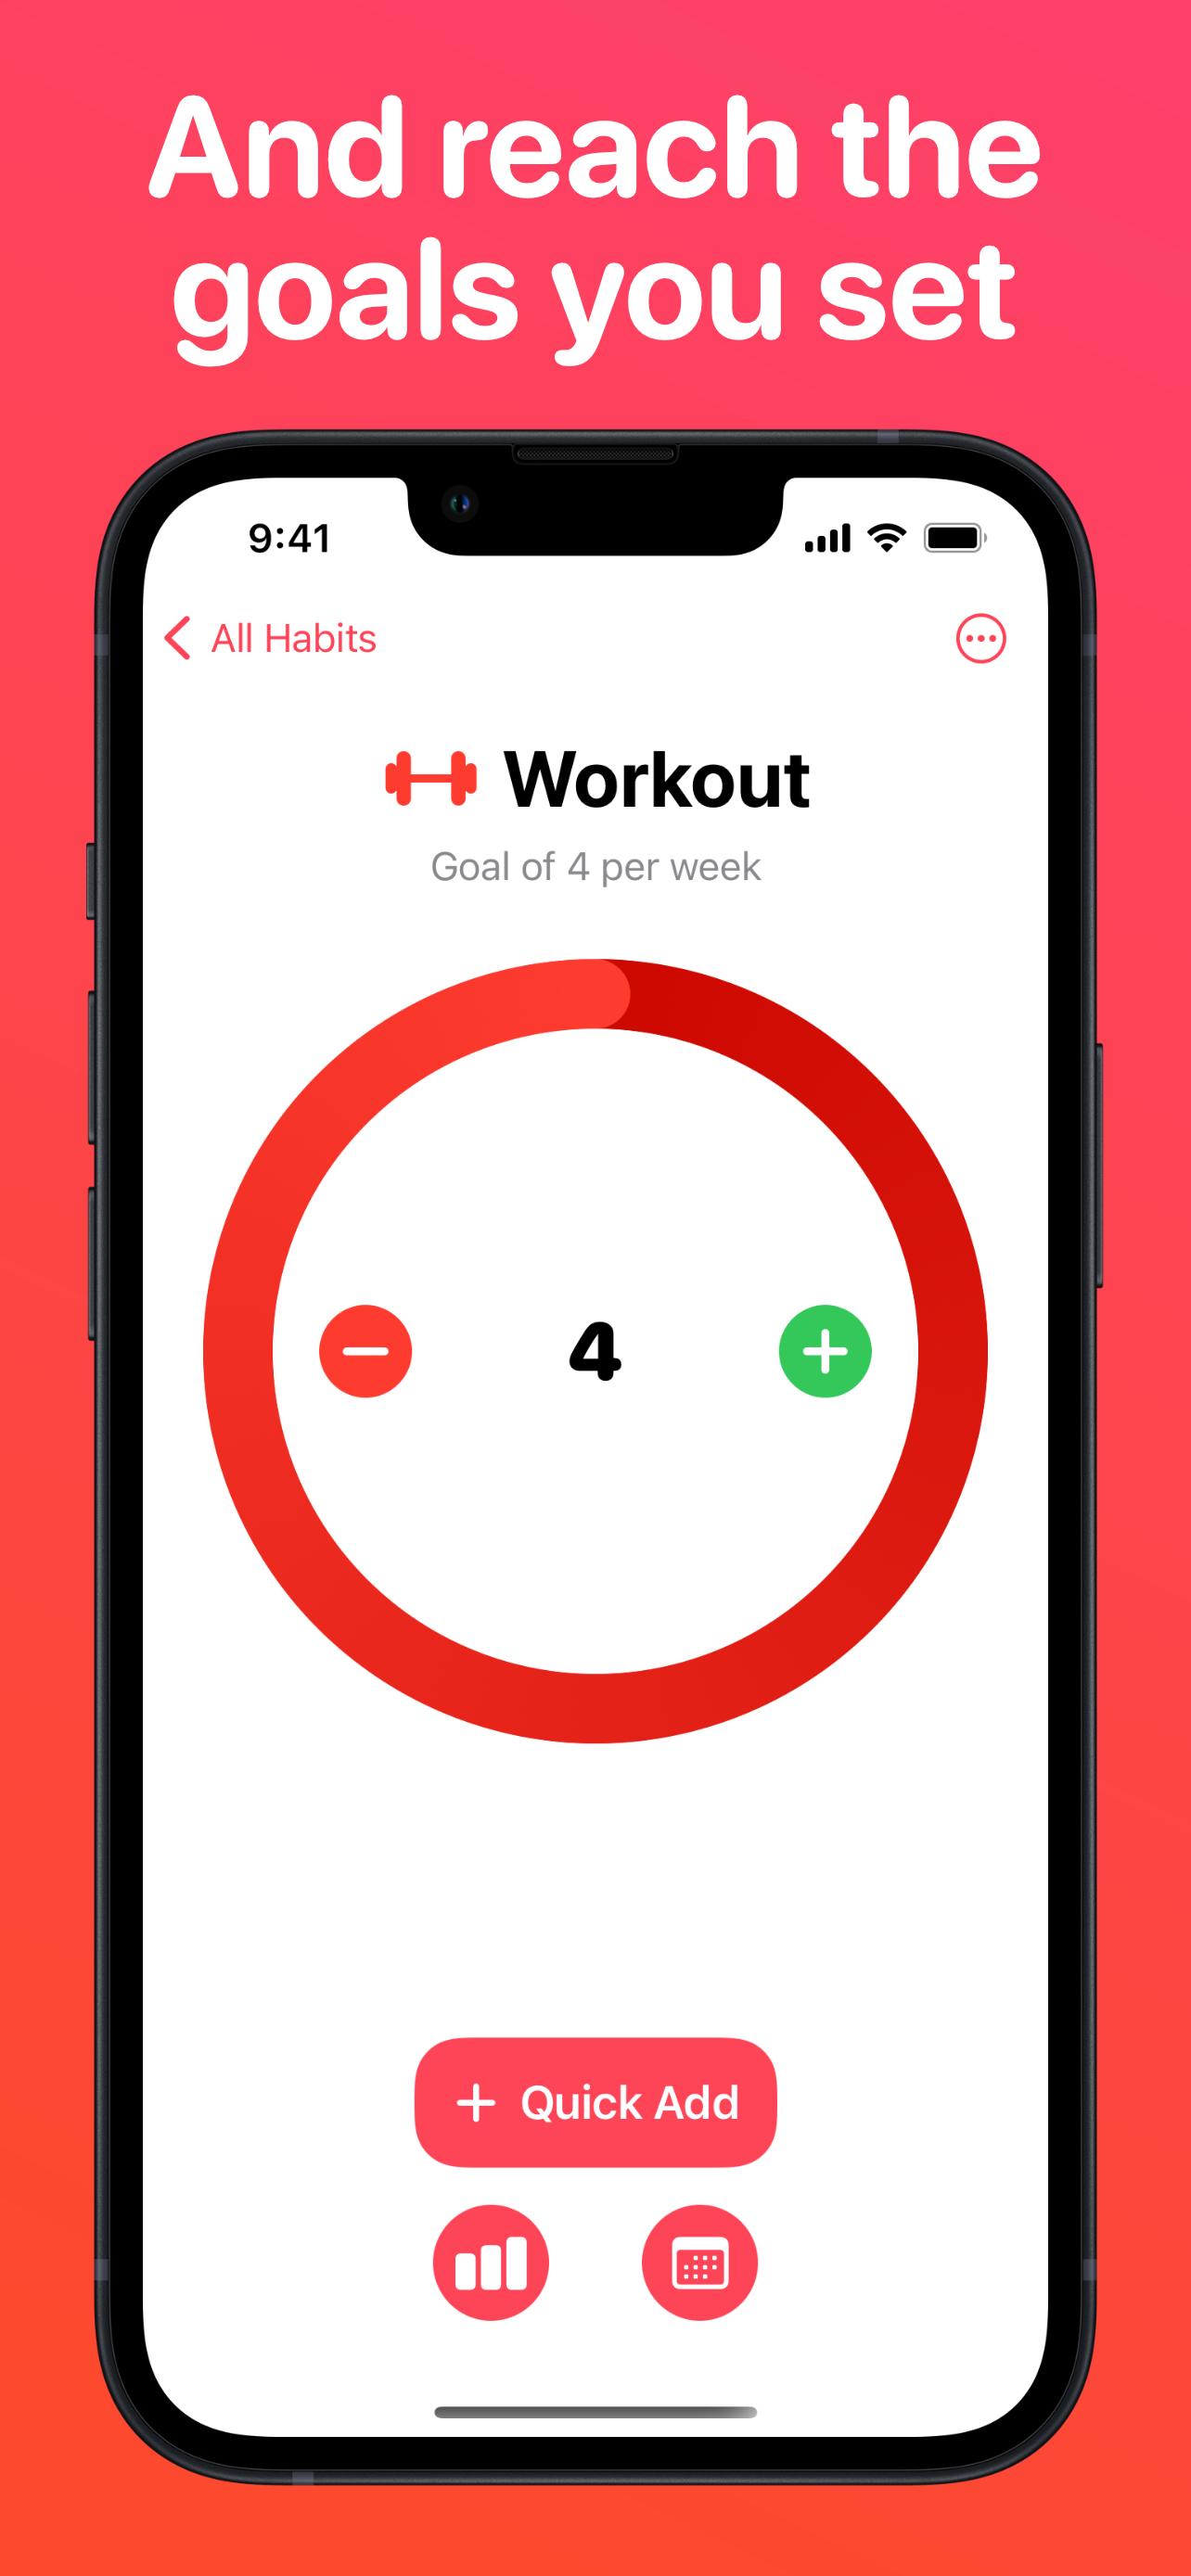 And reach the
goals you set
9:41
All Habits
Workout
Goal of 4 per week
4
Quick Add